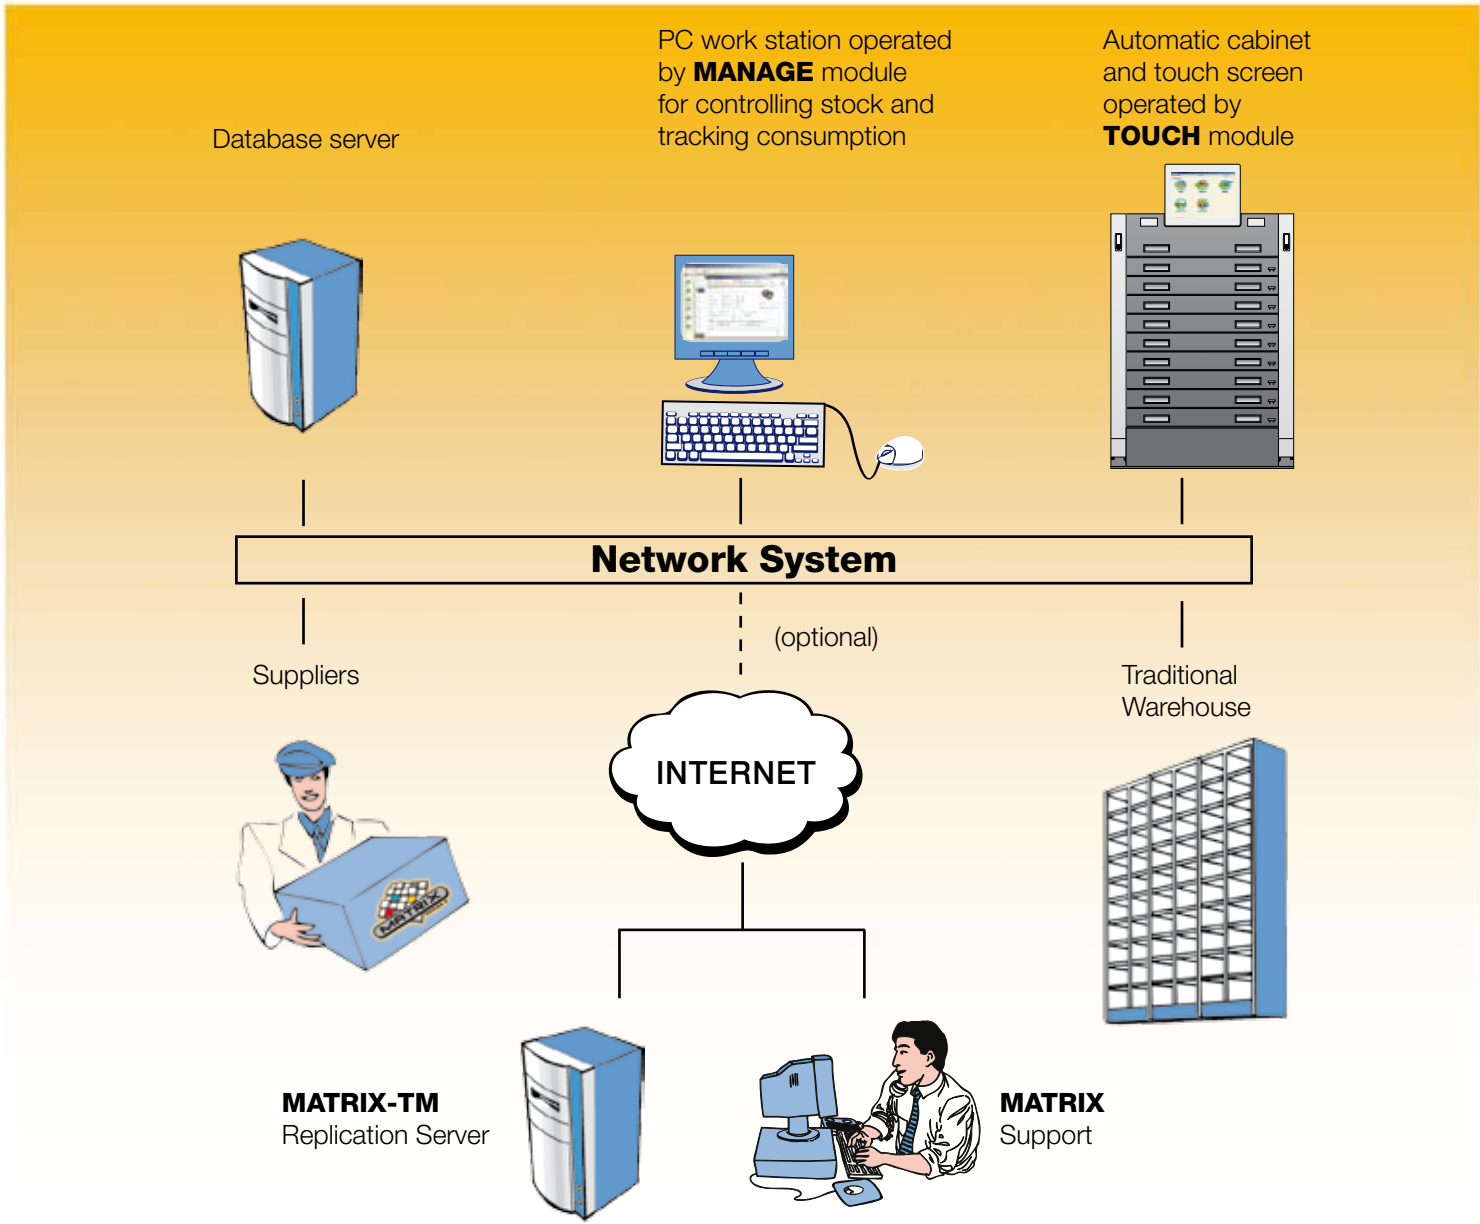 PC work station operated
by MANAGE module
for controlling stock and
tracking consumption
Automatic cabinet
and touch screen
operated by
TOUCH module
Database server
Network System
(optional)
Suppliers
Traditional
Warehouse
INTERNET
MATRIX
MATRIX-TM
Replication Server
MATRIX
Support